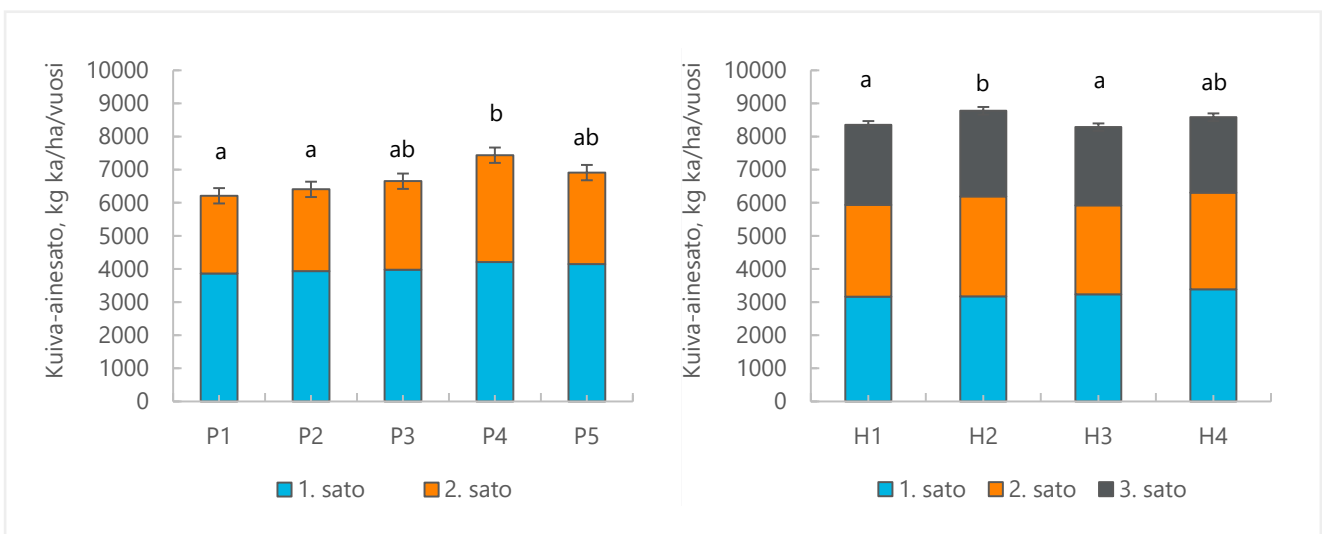 Kuiva-ainesato, kg ka/ha/vuosi
10000
9000
8000
7000
6000
5000
4000
3000
2000
1000
0
a
a
ab
b
ab
P1 P2 P3 P4 P5
1. sato 2. sato
Kuiva-ainesato, kg ka/ha/vuosi
10000
9000
8000
7000
6000
5000
4000
3000
2000
1000
0
a
b
a
ab
H1 H2 H3 H4
1. sato 2. sato 3. sato